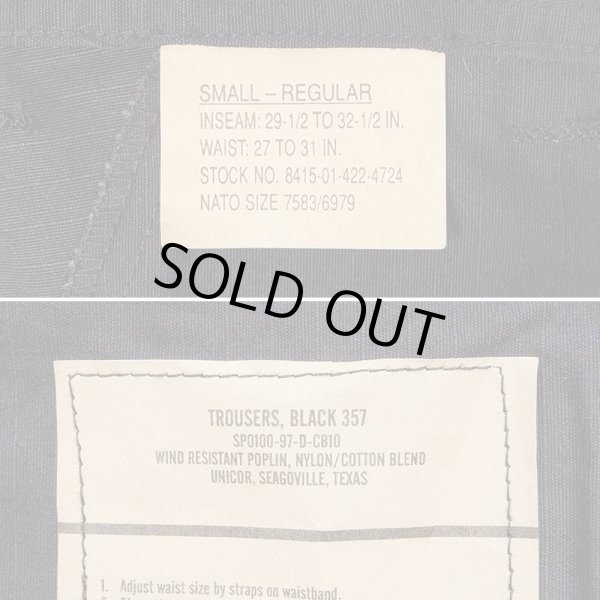 SMALL – REGULAR
INSEAM: 29-1/2 TO 32-1/2 IN.
WAIST: 27 TO 31 IN.
STOCK NO. 8415-01-422-4724
NATO SIZE 7583/6979
SOLD OUT
TROUSERS, BLACK 357
SPO100-97-D-CB10
WIND RESISTANT POPLIN, NYLON/COTTON BLEND
UNICOR, SEAGOVILLE, TEXAS
1. Adjust waist size by straps on waistband.